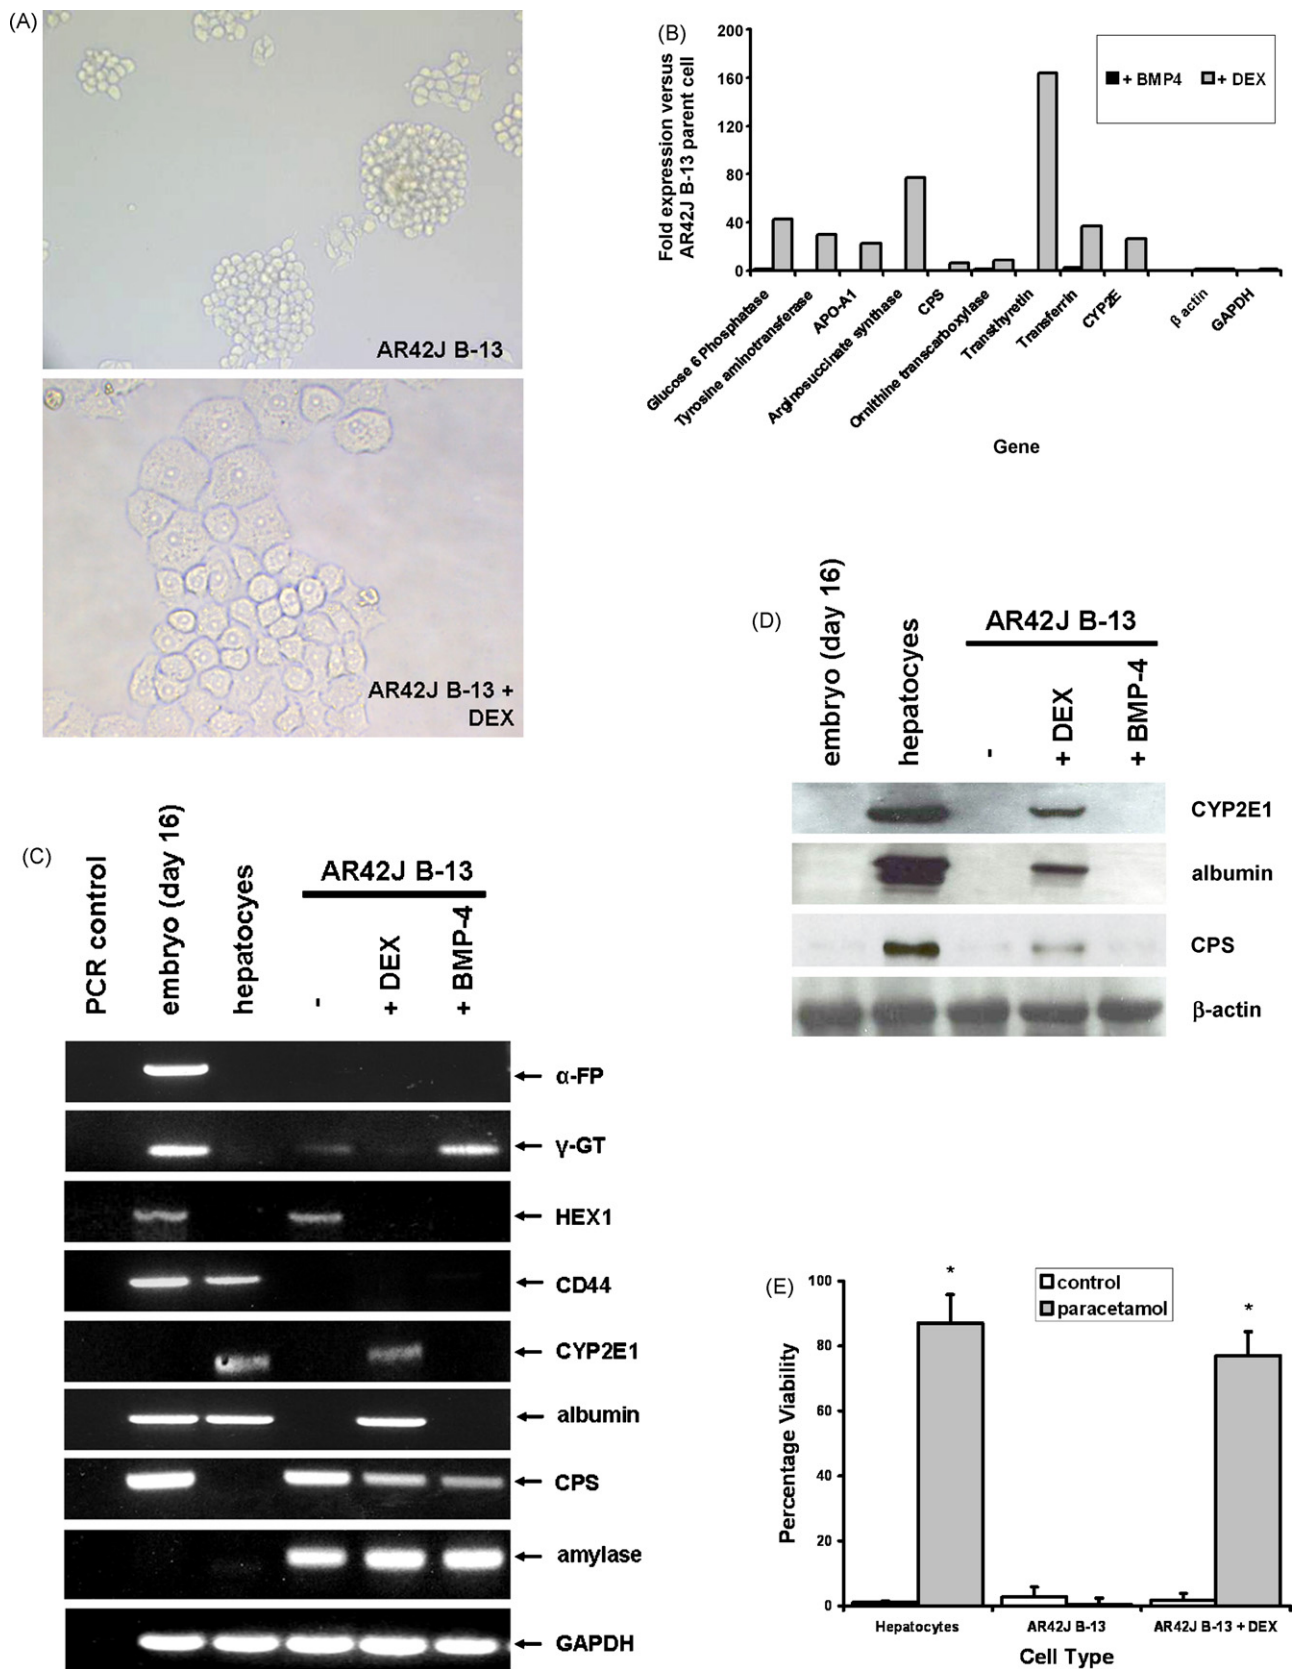 (A)
AR42J B-13
AR42J B-13 +
DEX
(B)
Fold expression versus
AR42J B-13 parent cell
200
160
120
80
40
0
+ BMP4
+ DEX
Glucose 6 Phosphatase
Tyrosine aminotransferase
APO-A1
Arginosuccinate synthase
CPS
Ornithine transcarboxylase
Transthyretin
Transferrin
CYP2E
β actin
GAPDH
Gene
(C)
PCR control
embryo (day 16)
hepatocyes
AR42J B-13
-
+ DEX
+ BMP-4
α-FP
γ-GT
HEX1
CD44
CYP2E1
albumin
CPS
amylase
GAPDH
(D)
embryo (day 16)
hepatocyes
AR42J B-13
-
+ DEX
+ BMP-4
CYP2E1
albumin
CPS
β-actin
(E)
Percentage Viability
100
80
60
40
20
0
*
control
paracetamol
*
Hepatocytes
AR42J B-13
AR42J B-13 + DEX
Cell Type